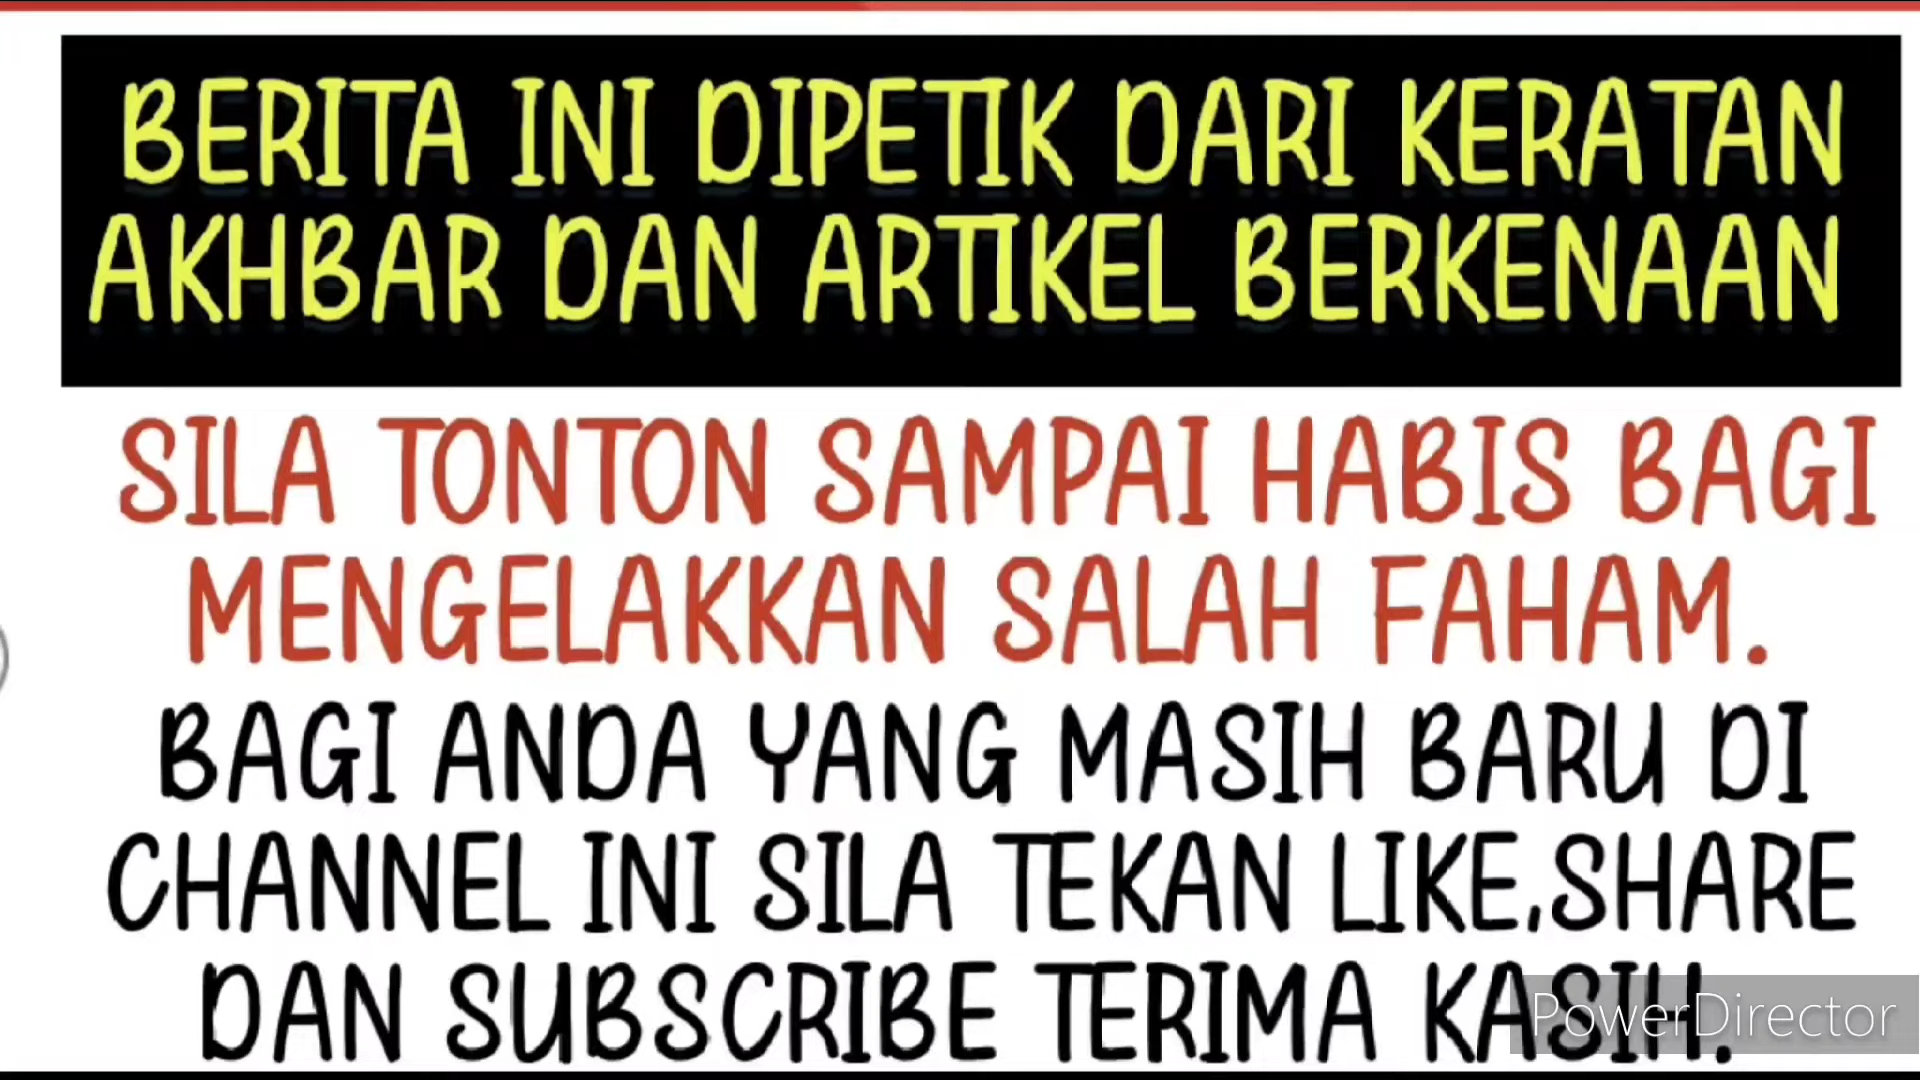 BERITA INI DIPETIK DARI KERATAN
AKHBAR DAN ARTIKEL BERKENAAN
SILA TONTON SAMPAI HABIS BAGI
MENGELAKKAN SALAH FAHAM.
BAGI ANDA YANG MASIH BARU DI
CHANNEL INI SILA TEKAN LIKE,SHARE
DAN SUBSCRIBE TERIMA KASIH.
PowerDirector